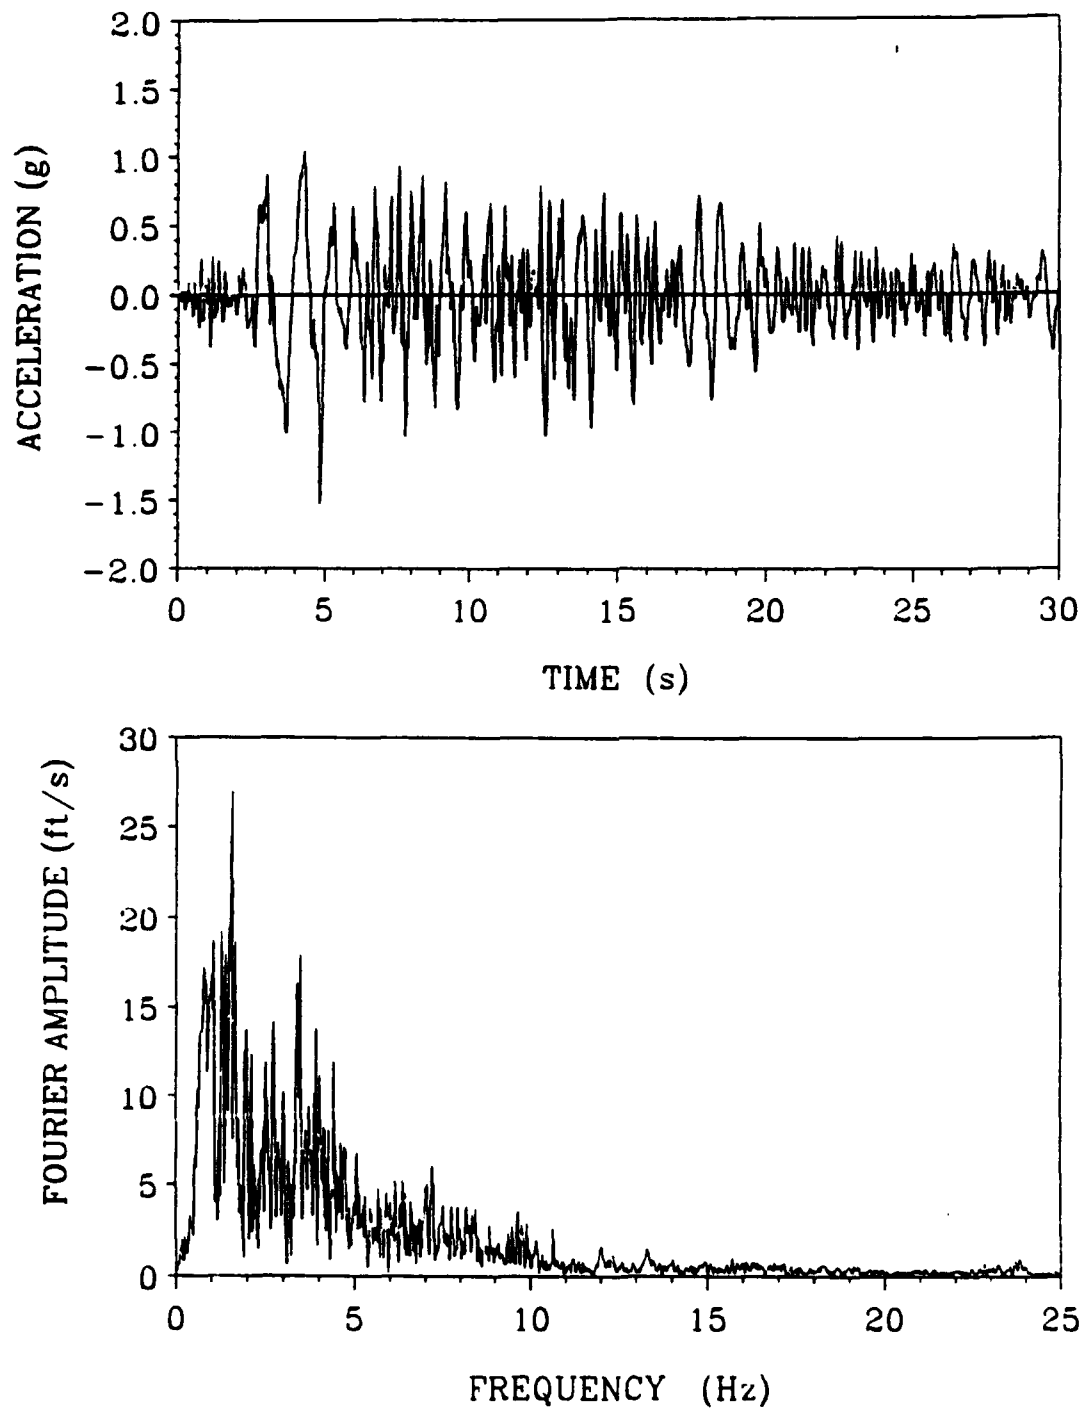 2.0
1.5
1.0
0.5
0.0
−0.5
−1.0
−1.5
−2.0
ACCELERATION (g)
0 5 10 15 20 25 30
TIME (s)
30
25
20
15
10
5
0
FOURIER AMPLITUDE (ft/s)
0 5 10 15 20 25
FREQUENCY (Hz)